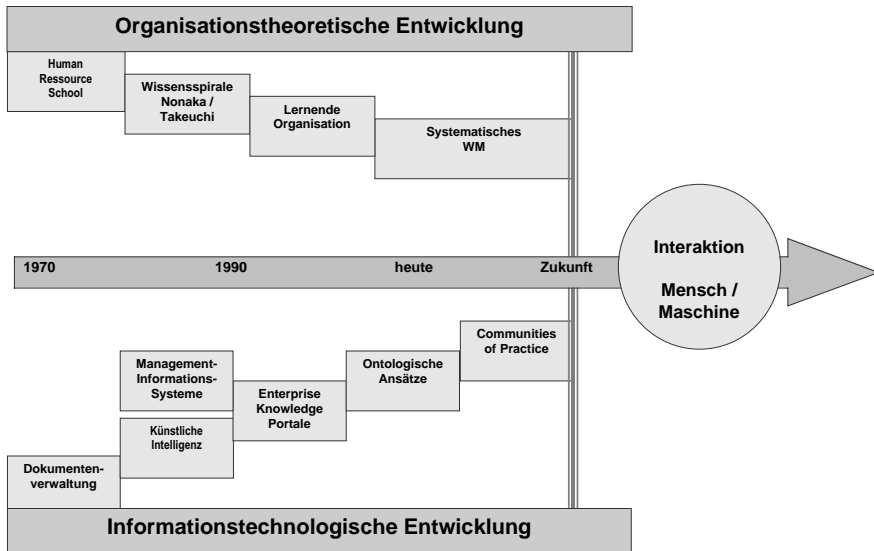 Organisationstheoretische Entwicklung
Human
Ressource
School
Wissensspirale
Nonaka /
Takeuchi
Lernende
Organisation
Systematisches
WM
1970
1990
heute
Zukunft
Interaktion
Mensch /
Maschine
Communities
of Practice
Ontologische
Ansätze
Management-
Informations-
Systeme
Enterprise
Knowledge
Portale
Künstliche
Intelligenz
Dokumenten-
verwaltung
Informationstechnologische Entwicklung